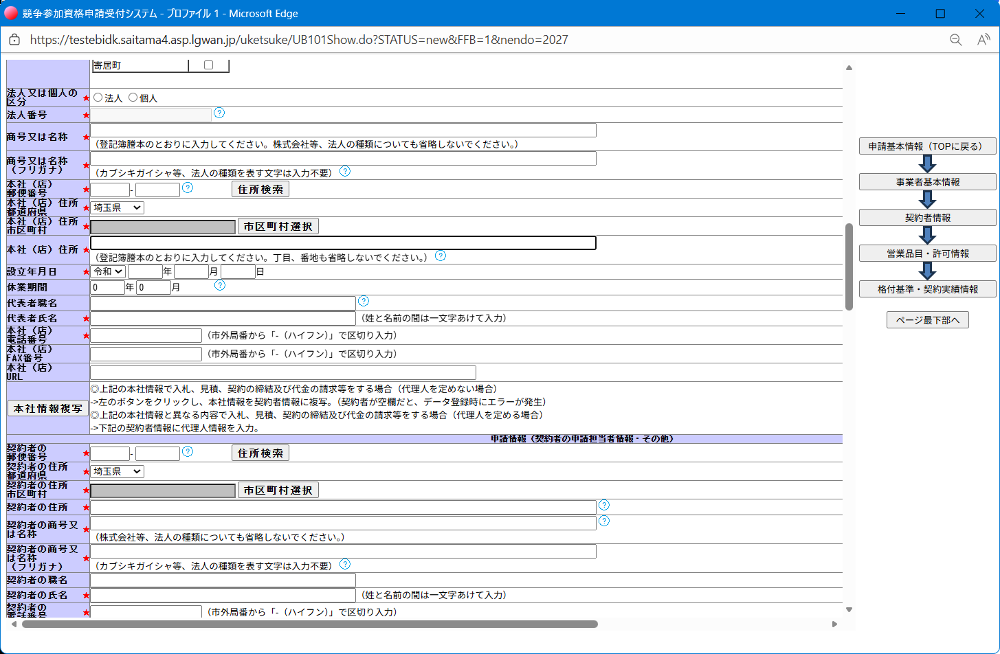 競争参加資格申請受付システム - プロファイル 1 - Microsoft Edge
https://testebidk.saitama4.asp.lgwan.jp/uketsuke/UB101Show.do?STATUS=new&FFB=1&nendo=2027
寄居町
法人又は個人の
区分
★
法人 個人
法人番号 ★
?
商号又は名称 ★
（登記簿謄本のとおりに入力してください。株式会社等、法人の種類についても省略しないでください。）
商号又は名称
（フリガナ） ★
（カブシキガイシャ等、法人の種類を表す文字は入力不要） ?
本社（店）
郵便番号 ★
- ? 住所検索
本社（店）住所
都道府県 ★
埼玉県
本社（店）住所
市区町村 ★
市区町村選択
本社（店）住所 ★
（登記簿謄本のとおりに入力してください。丁目、番地も省略しないでください。） ?
設立年月日 ★ 令和 年 月 日
休業期間 0 年 0 月 ?
代表者職名 ?
代表者氏名 ★ （姓と名前の間は一文字あけて入力）
本社（店）
電話番号 ★
（市外局番から「-（ハイフン）」で区切り入力）
本社（店）
FAX番号
（市外局番から「-（ハイフン）」で区切り入力）
本社（店）
URL
本社情報複写
◎上記の本社情報で入札、見積、契約の締結及び代金の請求等をする場合（代理人を定めない場合）
->左のボタンをクリックし、本社情報を契約者情報に複写。（契約者が空欄だと、データ登録時にエラーが発生）
◎上記の本社情報と異なる内容で入札、見積、契約の締結及び代金の請求等をする場合（代理人を定める場合）
->下記の契約者情報に代理人情報を入力。
申請情報（契約者の申請担当者情報・その他）
契約者の
郵便番号 ★
- ? 住所検索
契約者の住所
都道府県 ★
埼玉県
契約者の住所
市区町村 ★
市区町村選択
契約者の住所 ★ ?
契約者の商号又
は名称 ★ ?
（株式会社等、法人の種類についても省略しないでください。）
契約者の商号又
は名称
（フリガナ） ★
（カブシキガイシャ等、法人の種類を表す文字は入力不要） ?
契約者の職名
契約者の氏名 ★ （姓と名前の間は一文字あけて入力）
契約者の
電話番号 ★
（市外局番から「-（ハイフン）」で区切り入力）
申請基本情報（TOPに戻る）
事業者基本情報
契約者情報
営業品目・許可情報
格付基準・契約実績情報
ページ最下部へ